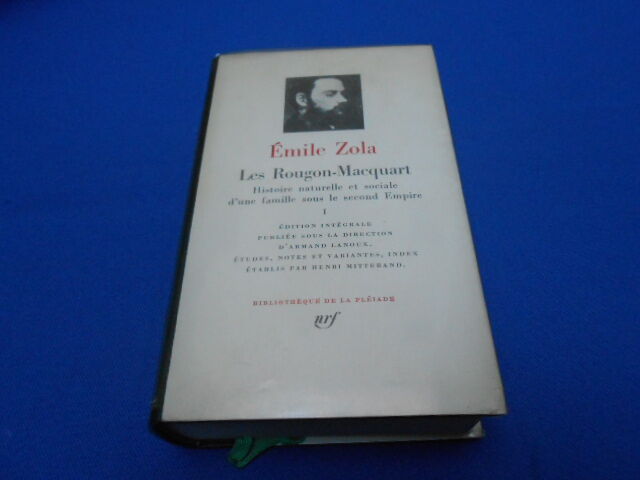 Émile Zola
Les Rougon-Macquart
Histoire naturelle et sociale
d'une famille sous le second Empire
I
ÉDITION INTÉGRALE
PUBLIÉE SOUS LA DIRECTION
D'ARMAND LANOUX,
ÉTUDES, NOTES ET VARIANTES, INDEX
ÉTABLIS PAR HENRI MITTERAND,
BIBLIOTHÈQUE DE LA PLÉIADE
nrf